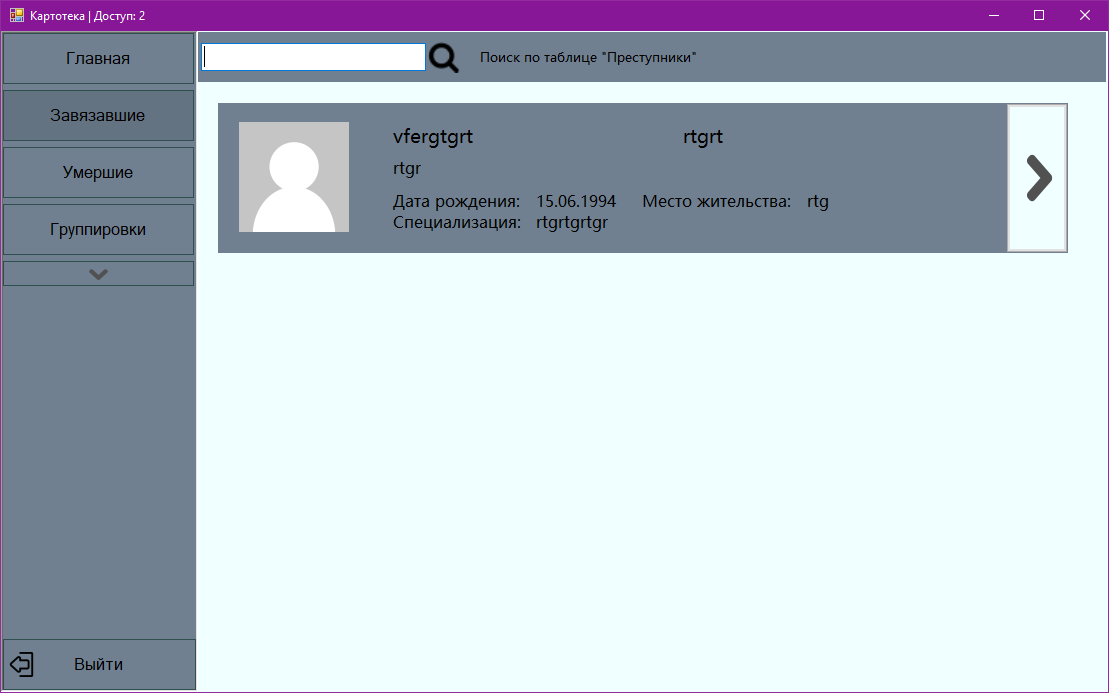 Картотека | Доступ: 2
Главная
Завязавшие
Умершие
Группировки
Выйти
Поиск по таблице "Преступники"
vfergtgrt rtgrt
rtgr
Дата рождения: 15.06.1994 Место жительства: rtg
Специализация: rtgrtgrtgr